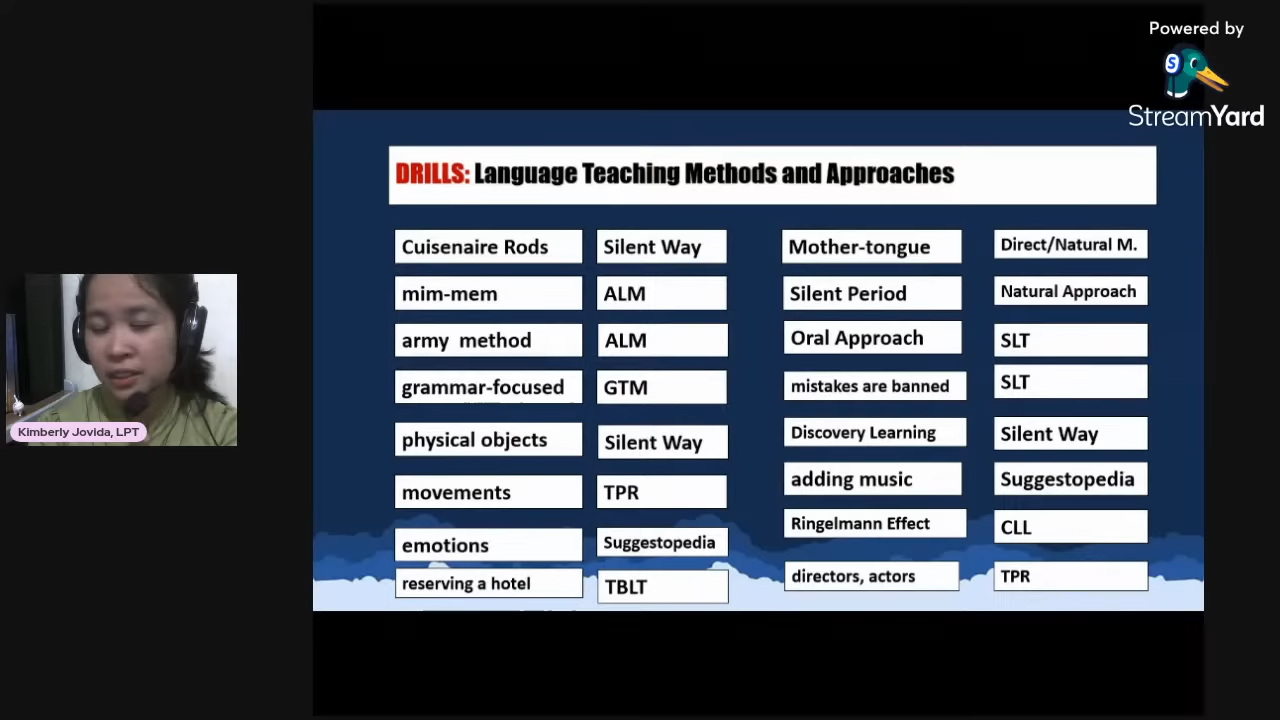 Powered by
StreamYard
DRILLS: Language Teaching Methods and Approaches
Cuisenaire Rods Silent Way
mim-mem ALM
army method ALM
grammar-focused GTM
physical objects Silent Way
movements TPR
emotions Suggestopedia
reserving a hotel TBLT
Mother-tongue Direct/Natural M.
Silent Period Natural Approach
Oral Approach SLT
mistakes are banned SLT
Discovery Learning Silent Way
adding music Suggestopedia
Ringelmann Effect CLL
directors, actors TPR
Kimberly Jovida, LPT